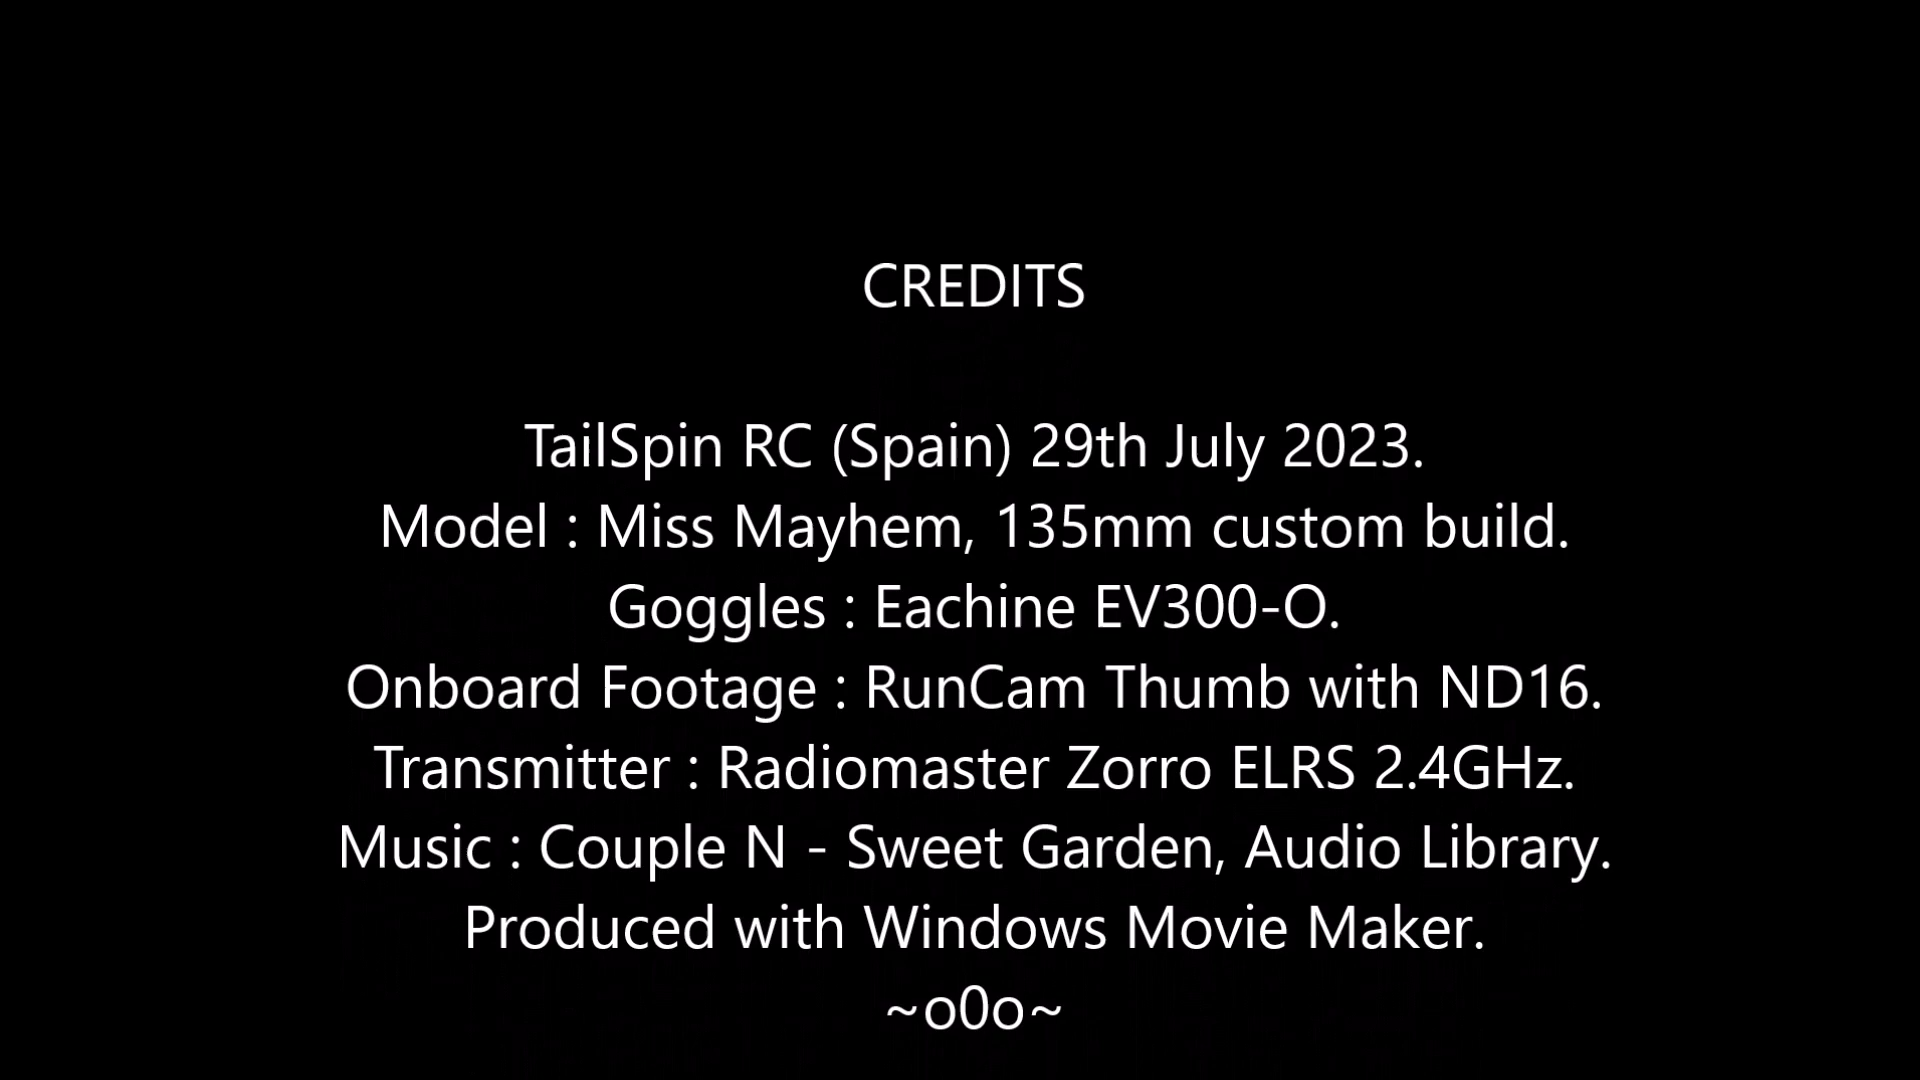 CREDITS
TailSpin RC (Spain) 29th July 2023.
Model : Miss Mayhem, 135mm custom build.
Goggles : Eachine EV300-O.
Onboard Footage : RunCam Thumb with ND16.
Transmitter : Radiomaster Zorro ELRS 2.4GHz.
Music : Couple N - Sweet Garden, Audio Library.
Produced with Windows Movie Maker.
~o0o~